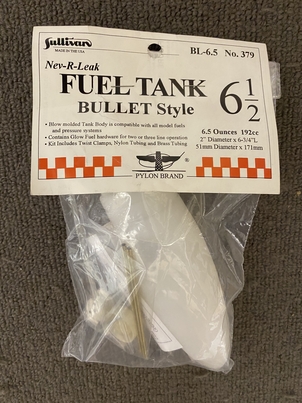 Sullivan
MADE IN THE USA
BL-6.5 No. 379
Nev-R-Leak
FUEL TANK
BULLET Style
6 1/2
• Blow molded Tank Body is compatible with all model fuels
and pressure systems
• Contains Glow Fuel hardware for two or three line operation
• Kit Includes Twist Clamps, Nylon Tubing and Brass Tubing
6.5 Ounces 192cc
2" Diameter x 6-3/4"L
51mm Diameter x 171mm
PYLON BRAND